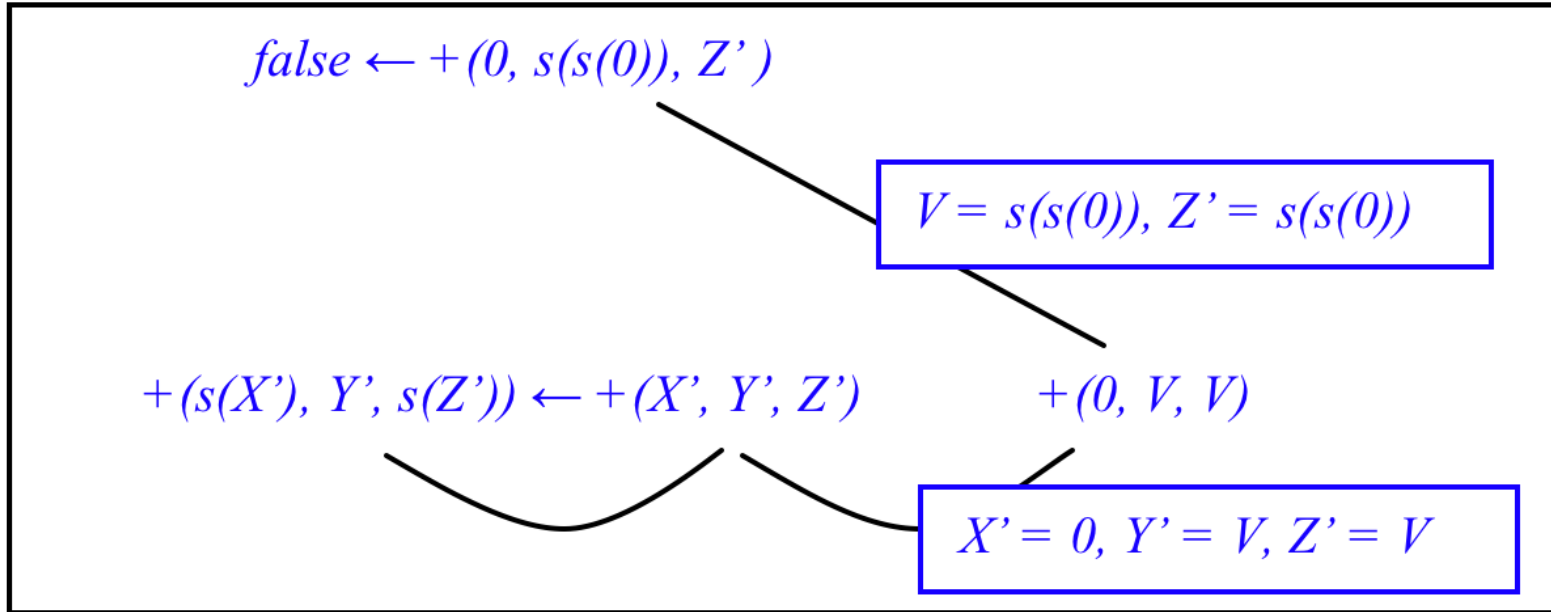 false ← +(0, s(s(0)), Z’ )
V = s(s(0)), Z’ = s(s(0))
+(s(X’), Y’, s(Z’)) ← +(X’, Y’, Z’) +(0, V, V)
X’ = 0, Y’ = V, Z’ = V